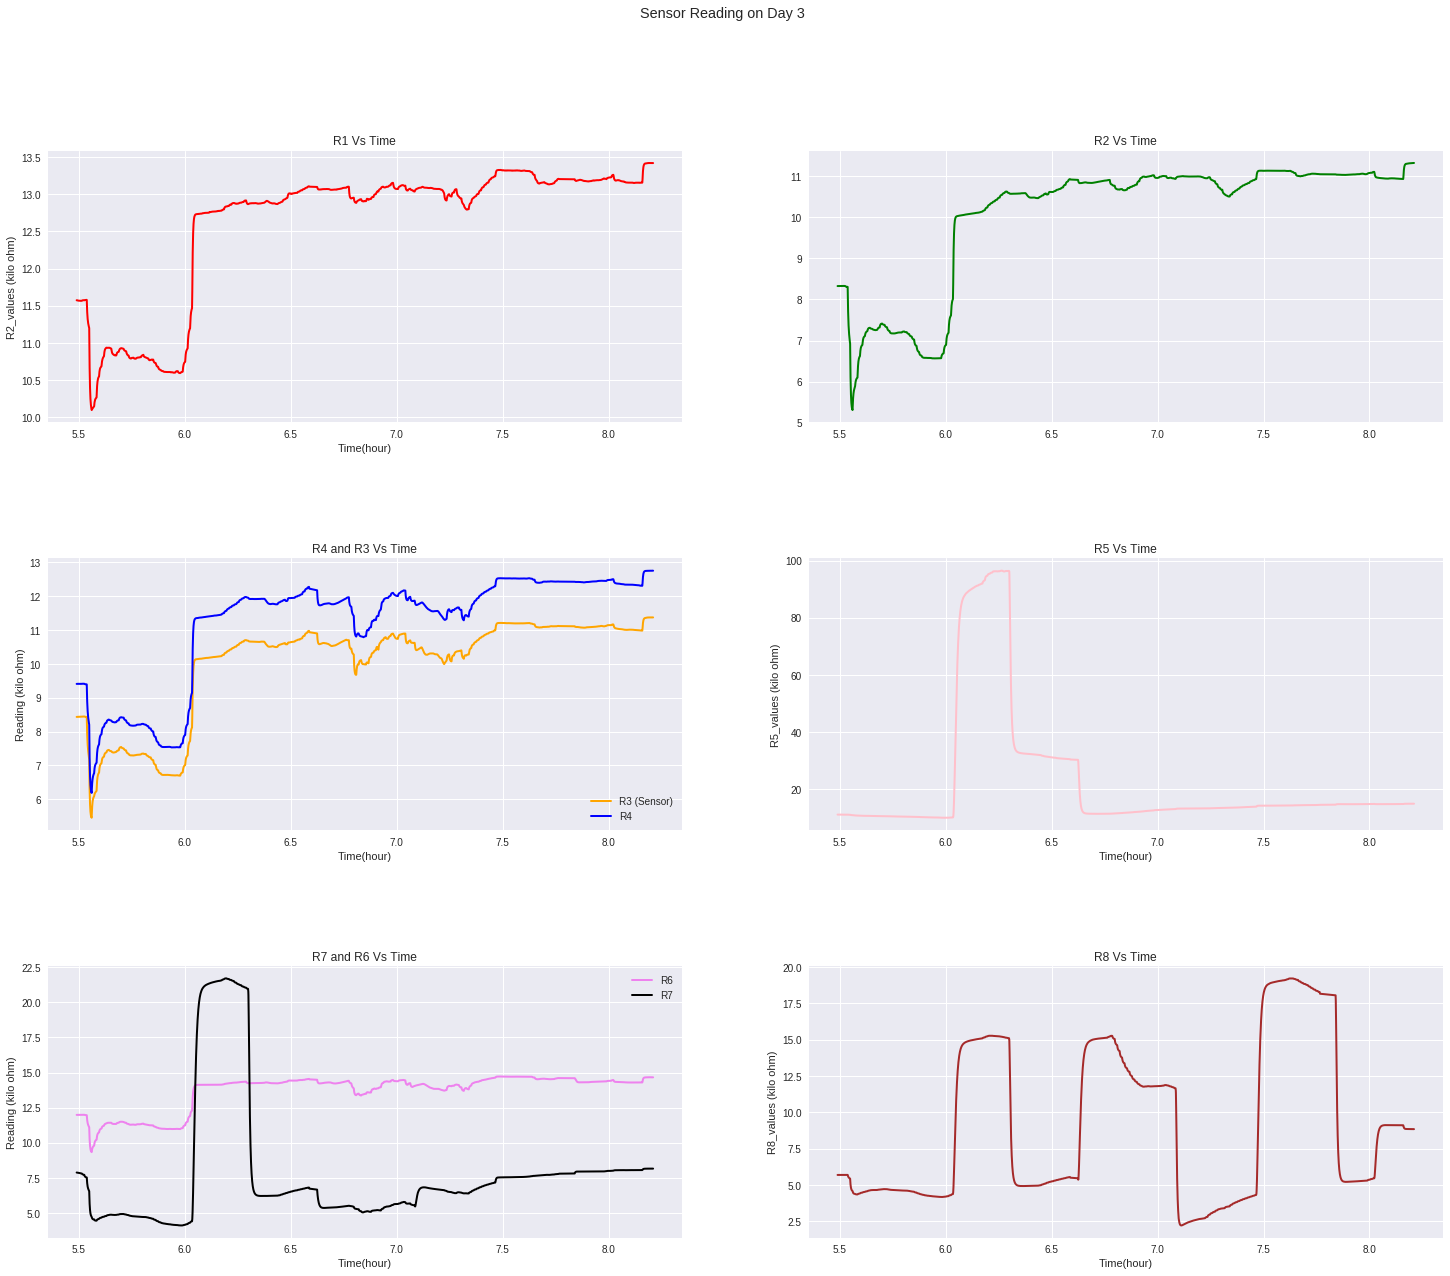 Sensor Reading on Day 3
R1 Vs Time
R2_values (kilo ohm)
13.5
13.0
12.5
12.0
11.5
11.0
10.5
10.0
5.5 6.0 6.5 7.0 7.5 8.0
Time(hour)
R2 Vs Time
11
10
9
8
7
6
5
5.5 6.0 6.5 7.0 7.5 8.0
R4 and R3 Vs Time
Reading (kilo ohm)
13
12
11
10
9
8
7
6
R3 (Sensor)
R4
5.5 6.0 6.5 7.0 7.5 8.0
Time(hour)
R5 Vs Time
R5_values (kilo ohm)
100
80
60
40
20
5.5 6.0 6.5 7.0 7.5 8.0
Time(hour)
R7 and R6 Vs Time
Reading (kilo ohm)
22.5
20.0
17.5
15.0
12.5
10.0
7.5
5.0
R6
R7
5.5 6.0 6.5 7.0 7.5 8.0
Time(hour)
R8 Vs Time
R8_values (kilo ohm)
20.0
17.5
15.0
12.5
10.0
7.5
5.0
2.5
5.5 6.0 6.5 7.0 7.5 8.0
Time(hour)